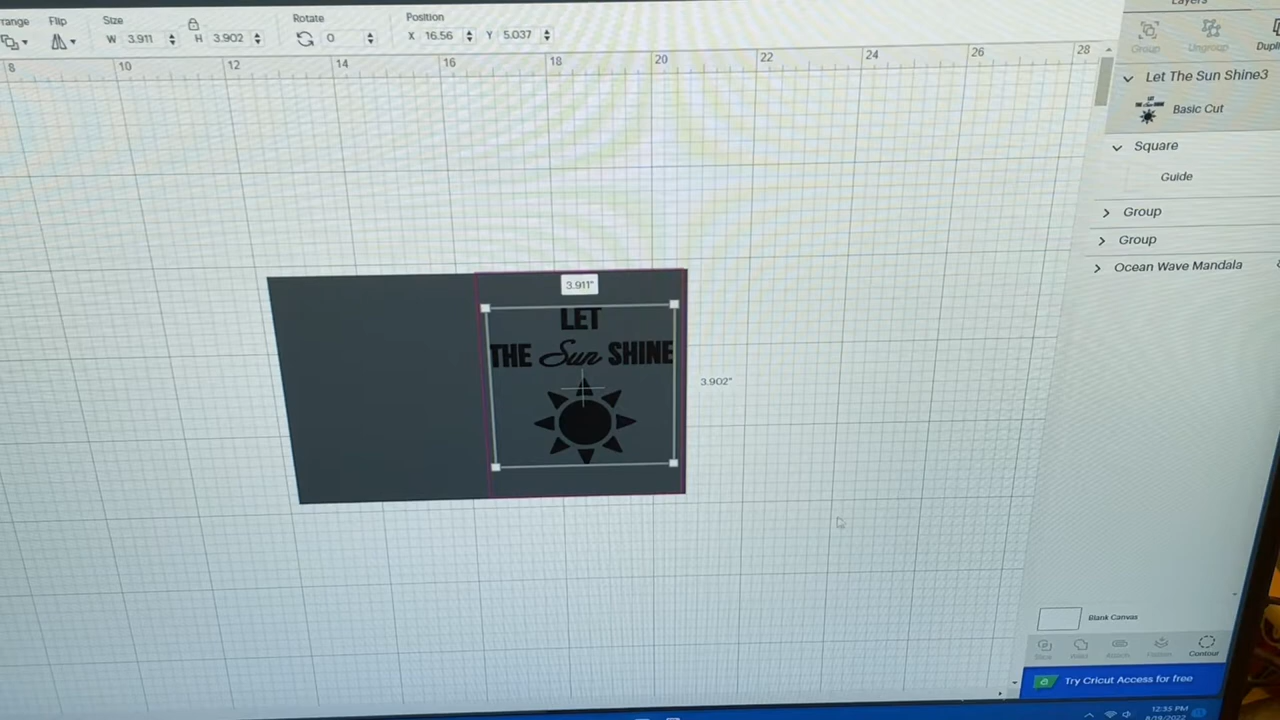 Layers
Flip
Size
Rotate
Position
W 3.911
H 3.902
0
X 16.56
Y 5.037
Group
Ungroup
8
10
12
14
16
18
20
22
24
26
28
Let The Sun Shine3
Basic Cut
Square
Guide
Group
Group
Ocean Wave Mandala
3.911"
3.902"
LET
THE Sun SHINE
Blank Canvas
Slice
Weld
Attach
Flatten
Contour
Try Cricut Access for free
12:35 PM
8/19/2022